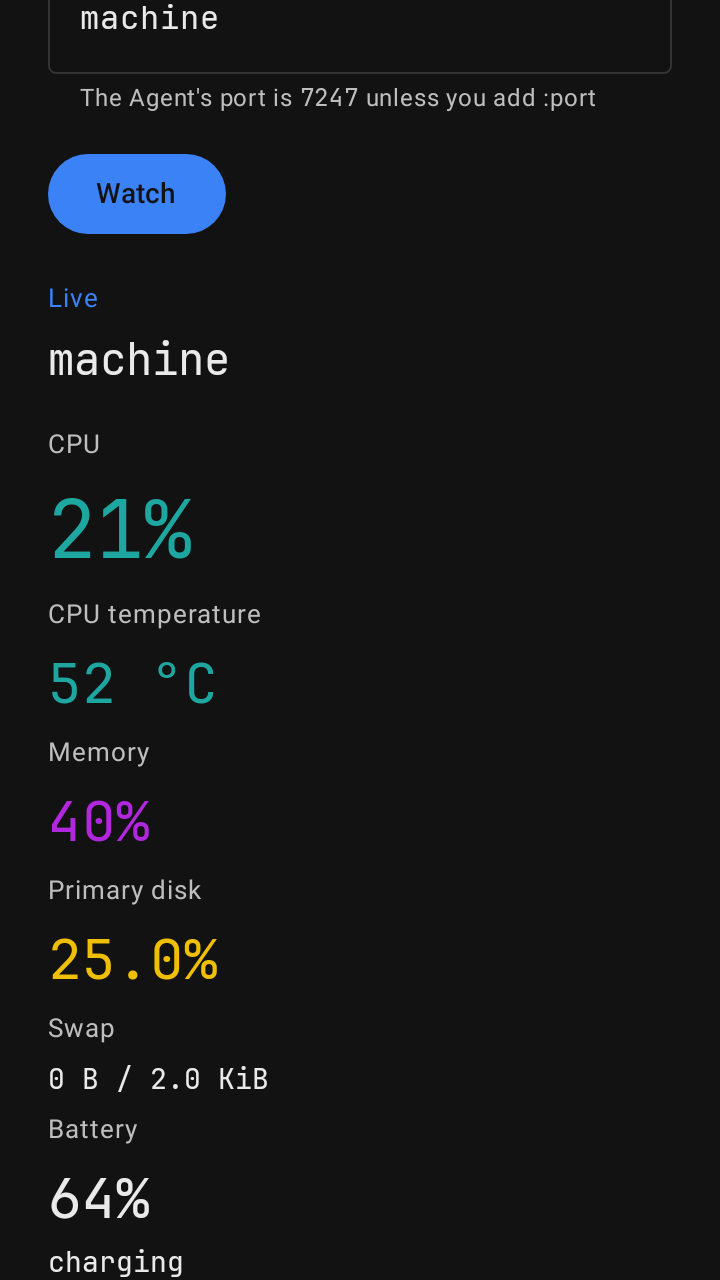 machine
The Agent's port is 7247 unless you add :port
Watch
Live
machine
CPU
21%
CPU temperature
52 °C
Memory
40%
Primary disk
25.0%
Swap
0 B / 2.0 KiB
Battery
64%
charging